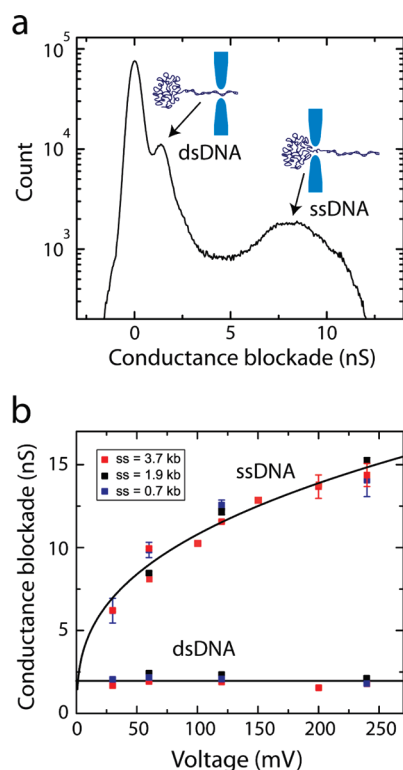 a
10^5
10^4
10^3
Count
dsDNA
ssDNA
0 5 10
Conductance blockade (nS)
b
Conductance blockade (nS)
15
10
5
0
ss = 3.7 kb
ss = 1.9 kb
ss = 0.7 kb
ssDNA
dsDNA
0 50 100 150 200 250
Voltage (mV)